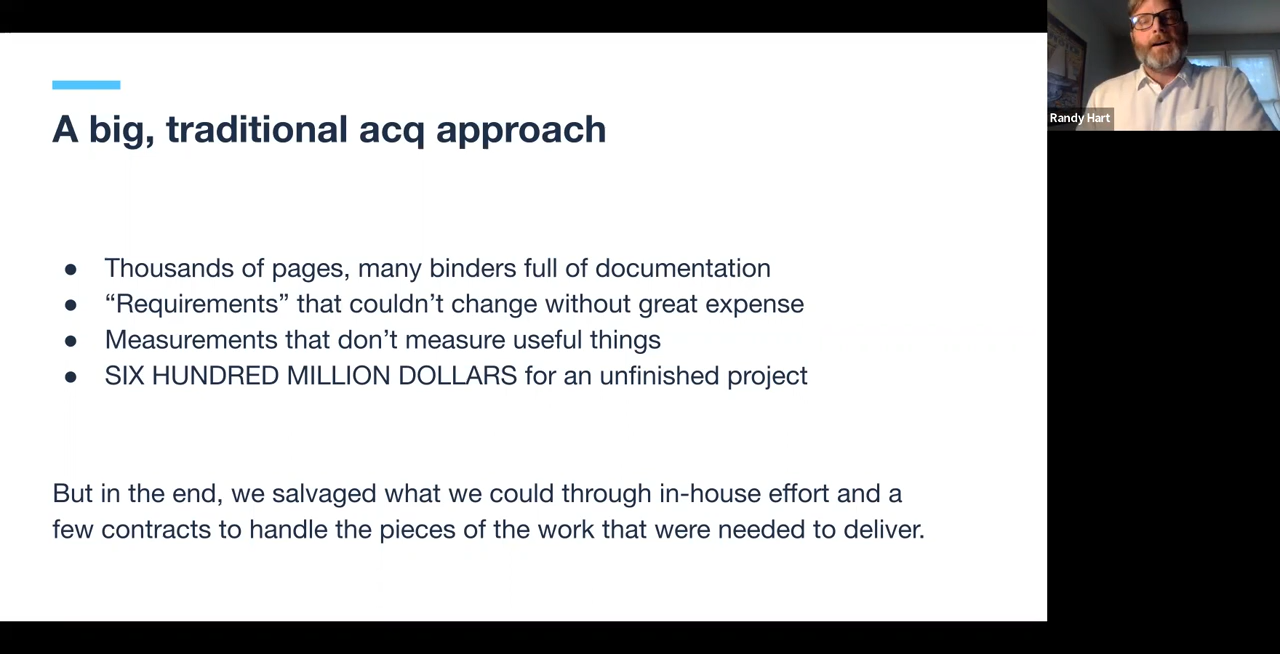 A big, traditional acq approach
● Thousands of pages, many binders full of documentation
● “Requirements” that couldn’t change without great expense
● Measurements that don’t measure useful things
● SIX HUNDRED MILLION DOLLARS for an unfinished project
But in the end, we salvaged what we could through in-house effort and a
few contracts to handle the pieces of the work that were needed to deliver.
Randy Hart